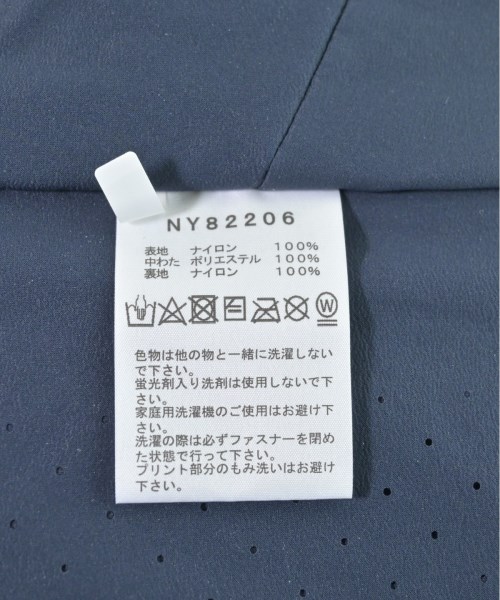 NY82206
表地 ナイロン 100%
中わた ポリエステル 100%
裏地 ナイロン 100%
W
色物は他の物と一緒に洗濯しない
で下さい。
蛍光剤入り洗剤は使用しないで下
さい。
家庭用洗濯機のご使用はお避け下
さい。
洗濯の際は必ずファスナーを閉め
た状態で行って下さい。
プリント部分のもみ洗いはお避け
下さい。